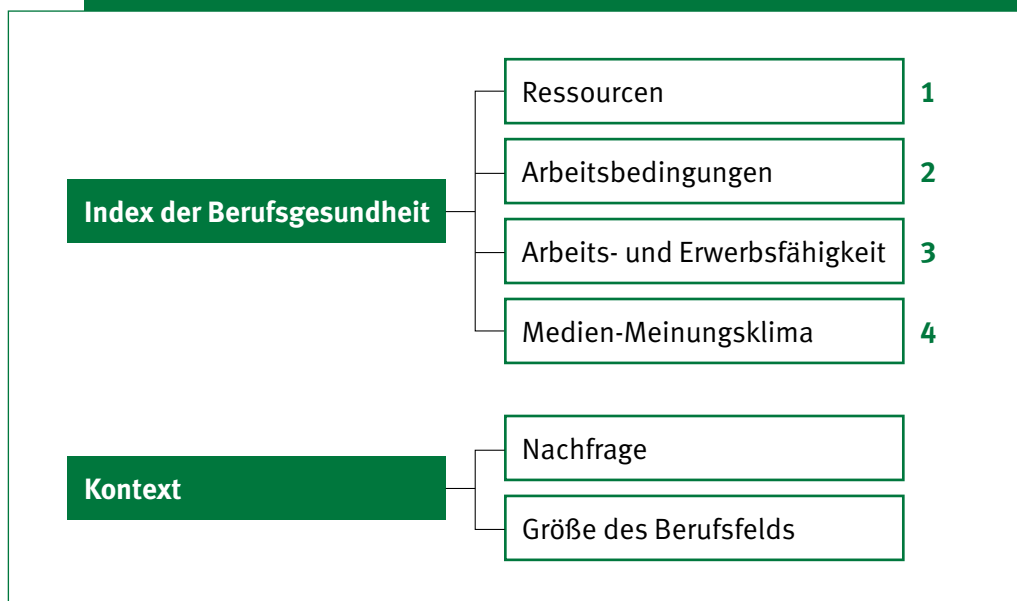 Index der Berufsgesundheit
Ressourcen 1
Arbeitsbedingungen 2
Arbeits- und Erwerbsfähigkeit 3
Medien-Meinungsklima 4
Kontext
Nachfrage
Größe des Berufsfelds